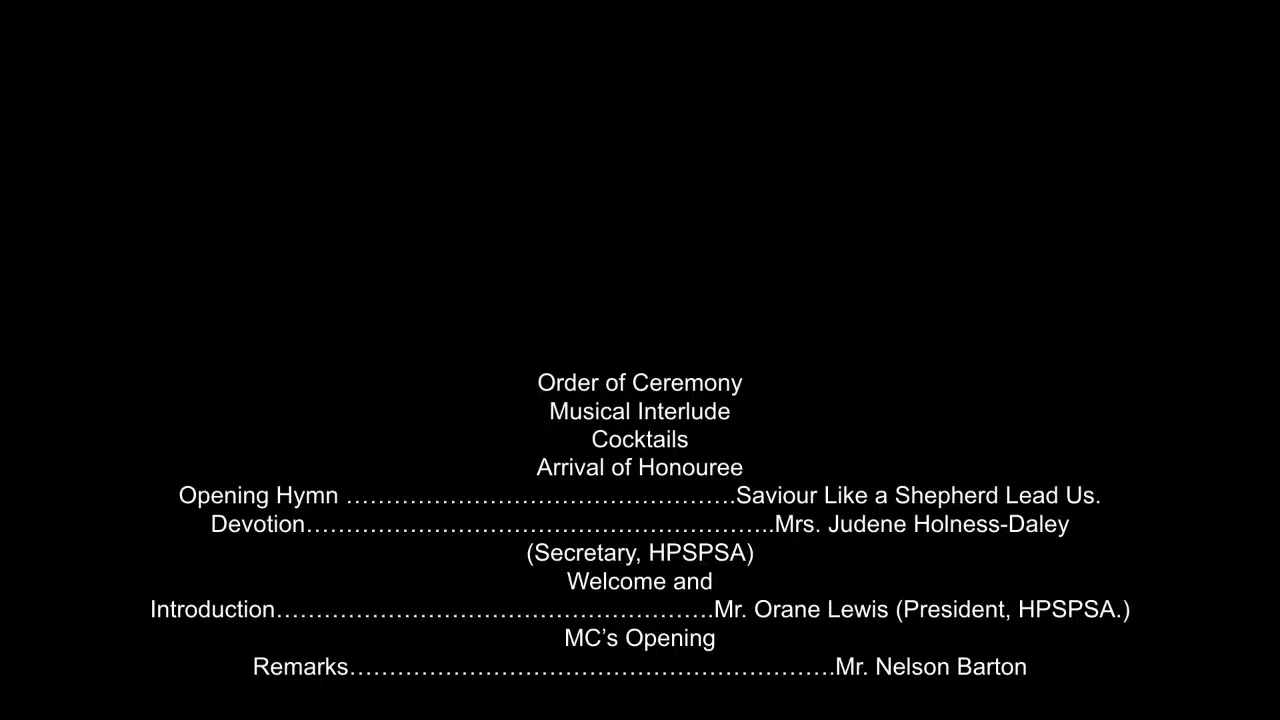 Order of Ceremony
Musical Interlude
Cocktails
Arrival of Honouree
Opening Hymn ………………………………………….Saviour Like a Shepherd Lead Us.
Devotion…………………………………………………..Mrs. Judene Holness-Daley
(Secretary, HPSPSA)
Welcome and
Introduction……………………………………………….Mr. Orane Lewis (President, HPSPSA.)
MC’s Opening
Remarks…………………………………………………….Mr. Nelson Barton